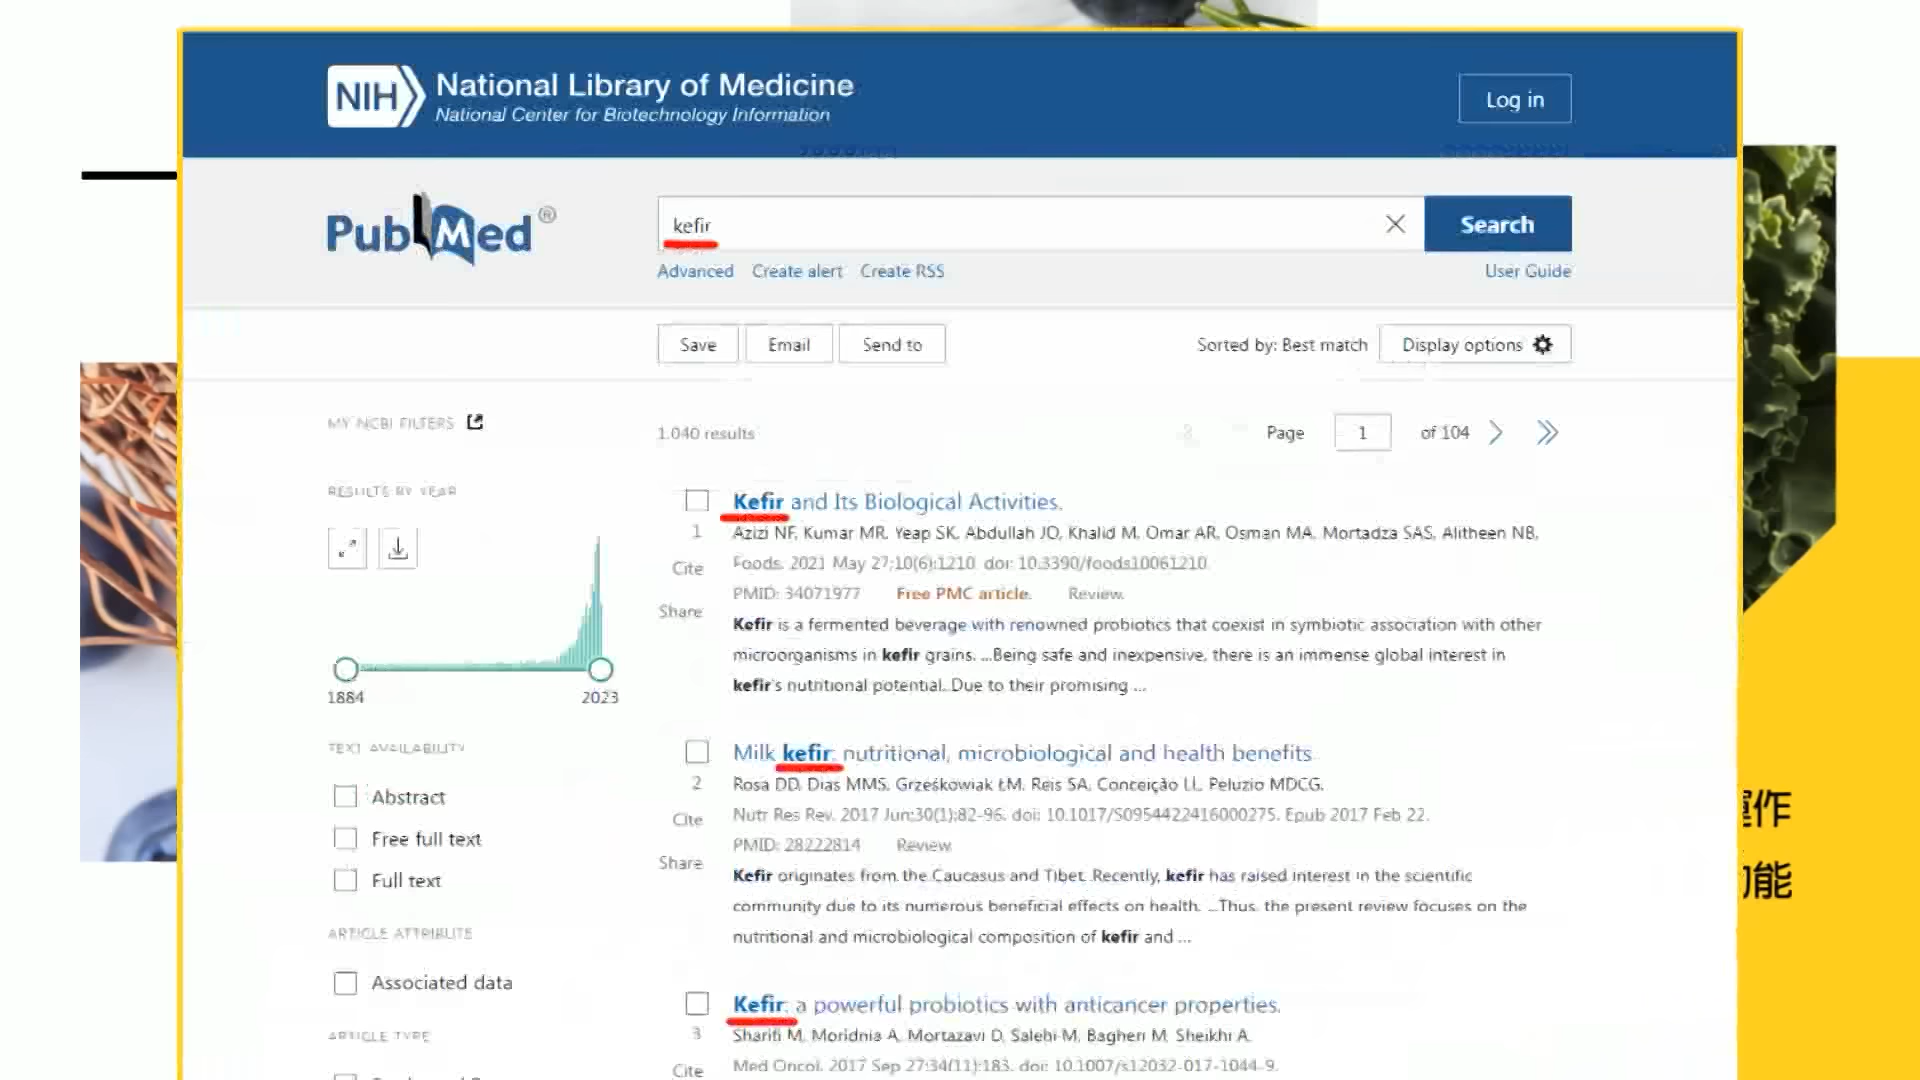 NIH National Library of Medicine
National Center for Biotechnology Information
Log in
PubMed®
kefir
Search
Advanced Create alert Create RSS
User Guide
Save Email Send to
Sorted by: Best match Display options
MY NCBI FILTERS
1,040 results
Page 1 of 104
RESULTS BY YEAR
1884 2023
TEXT AVAILABILITY
Abstract
Free full text
Full text
ARTICLE ATTRIBUTE
Associated data
ARTICLE TYPE
Kefir and Its Biological Activities.
1 Azizi NF, Kumar MR, Yeap SK, Abdullah JO, Khalid M, Omar AR, Osman MA, Mortadza SAS, Alitheen NB.
Cite Foods. 2021 May 27;10(6):1210. doi: 10.3390/foods10061210.
PMID: 34071977 Free PMC article. Review.
Share
Kefir is a fermented beverage with renowned probiotics that coexist in symbiotic association with other
microorganisms in kefir grains. ...Being safe and inexpensive, there is an immense global interest in
kefir's nutritional potential. Due to their promising ...
Milk kefir: nutritional, microbiological and health benefits.
2 Rosa DD, Dias MMS, Grześkowiak ŁM, Reis SA, Conceição LL, Peluzio MDCG.
Cite Nutr Res Rev. 2017 Jun;30(1):82-96. doi: 10.1017/S0954422416000275. Epub 2017 Feb 22.
PMID: 28222814 Review.
Share
Kefir originates from the Caucasus and Tibet. Recently, kefir has raised interest in the scientific
community due to its numerous beneficial effects on health. ...Thus, the present review focuses on the
nutritional and microbiological composition of kefir and ...
Kefir: a powerful probiotics with anticancer properties.
3 Sharifi M, Moridnia A, Mortazavi D, Salehi M, Bagheri M, Sheikhi A.
Cite Med Oncol. 2017 Sep 27;34(11):183. doi: 10.1007/s12032-017-1044-9.
運作
功能